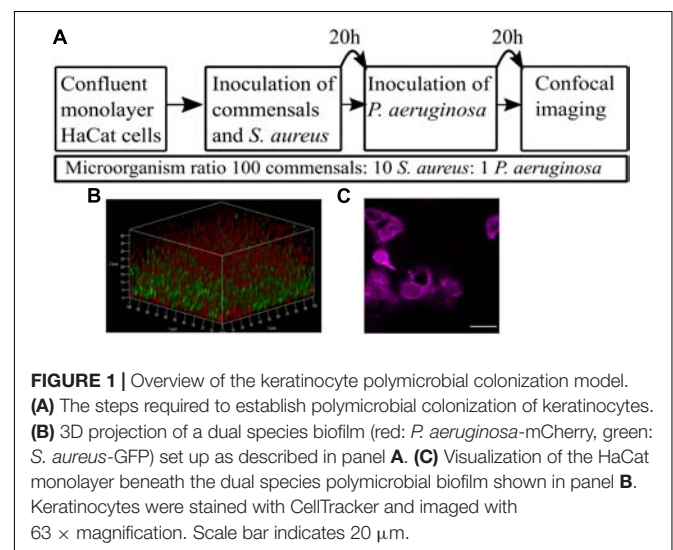 A
20h
20h
Confluent
monolayer
HaCat cells
Inoculation of
commensals
and S. aureus
Inoculation of
P. aeruginosa
Confocal
imaging
Microorganism ratio 100 commensals: 10 S. aureus: 1 P. aeruginosa
B
C
FIGURE 1 | Overview of the keratinocyte polymicrobial colonization model.
(A) The steps required to establish polymicrobial colonization of keratinocytes.
(B) 3D projection of a dual species biofilm (red: P. aeruginosa-mCherry, green:
S. aureus-GFP) set up as described in panel A. (C) Visualization of the HaCat
monolayer beneath the dual species polymicrobial biofilm shown in panel B.
Keratinocytes were stained with CellTracker and imaged with
63 × magnification. Scale bar indicates 20 μm.